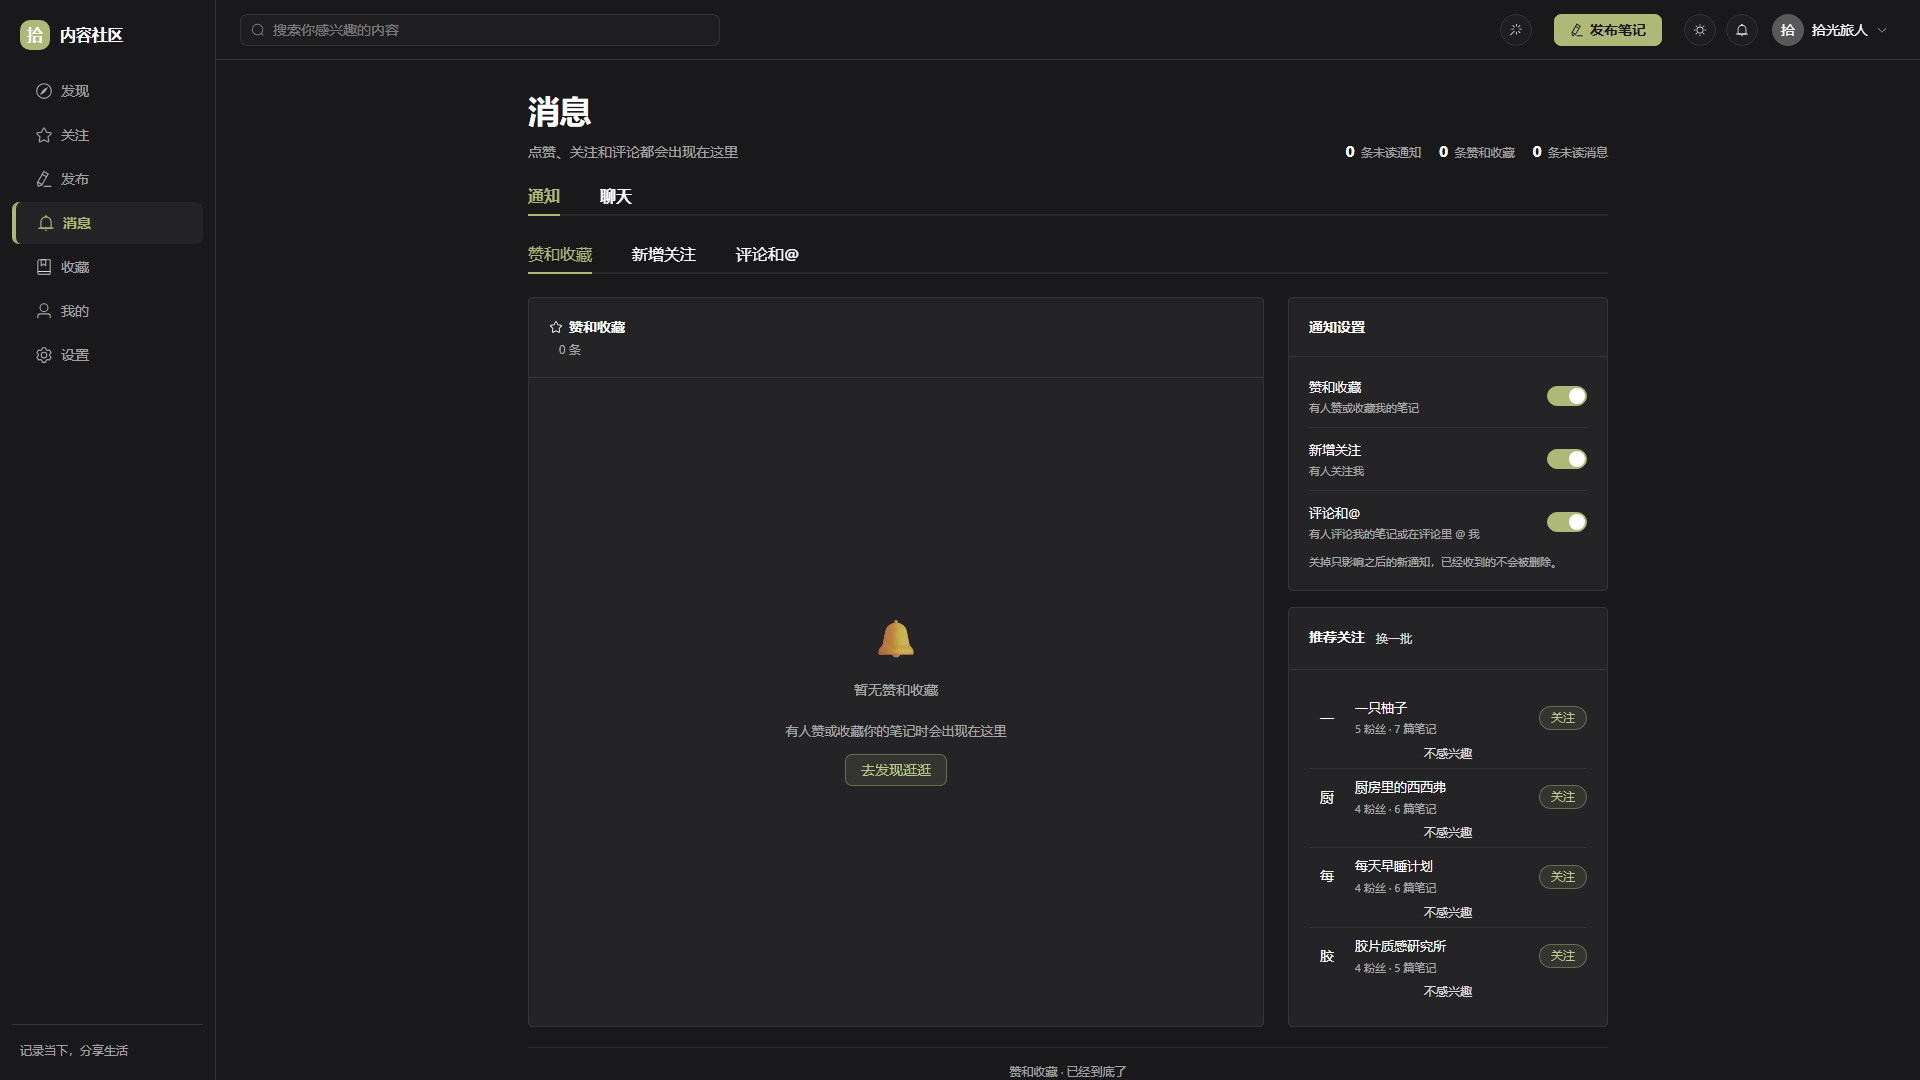 拾 内容社区
搜索你感兴趣的内容
发布笔记
拾 拾光旅人
发现
关注
发布
消息
收藏
我的
设置
记录当下，分享生活
消息
点赞、关注和评论都会出现在这里
0 条未读通知 0 条赞和收藏 0 条未读消息
通知 聊天
赞和收藏 新增关注 评论和@
赞和收藏
0 条
暂无赞和收藏
有人赞或收藏你的笔记时会出现在这里
去发现逛逛
通知设置
赞和收藏
有人赞或收藏我的笔记
新增关注
有人关注我
评论和@
有人评论我的笔记或在评论里 @ 我
关掉只影响之后的新通知，已经收到的不会被删除。
推荐关注 换一批
一 一只柚子
5 粉丝 · 7 篇笔记
关注
不感兴趣
厨 厨房里的西西弗
4 粉丝 · 6 篇笔记
关注
不感兴趣
每 每天早睡计划
4 粉丝 · 6 篇笔记
关注
不感兴趣
胶 胶片质感研究所
4 粉丝 · 5 篇笔记
关注
不感兴趣
赞和收藏 · 已经到底了